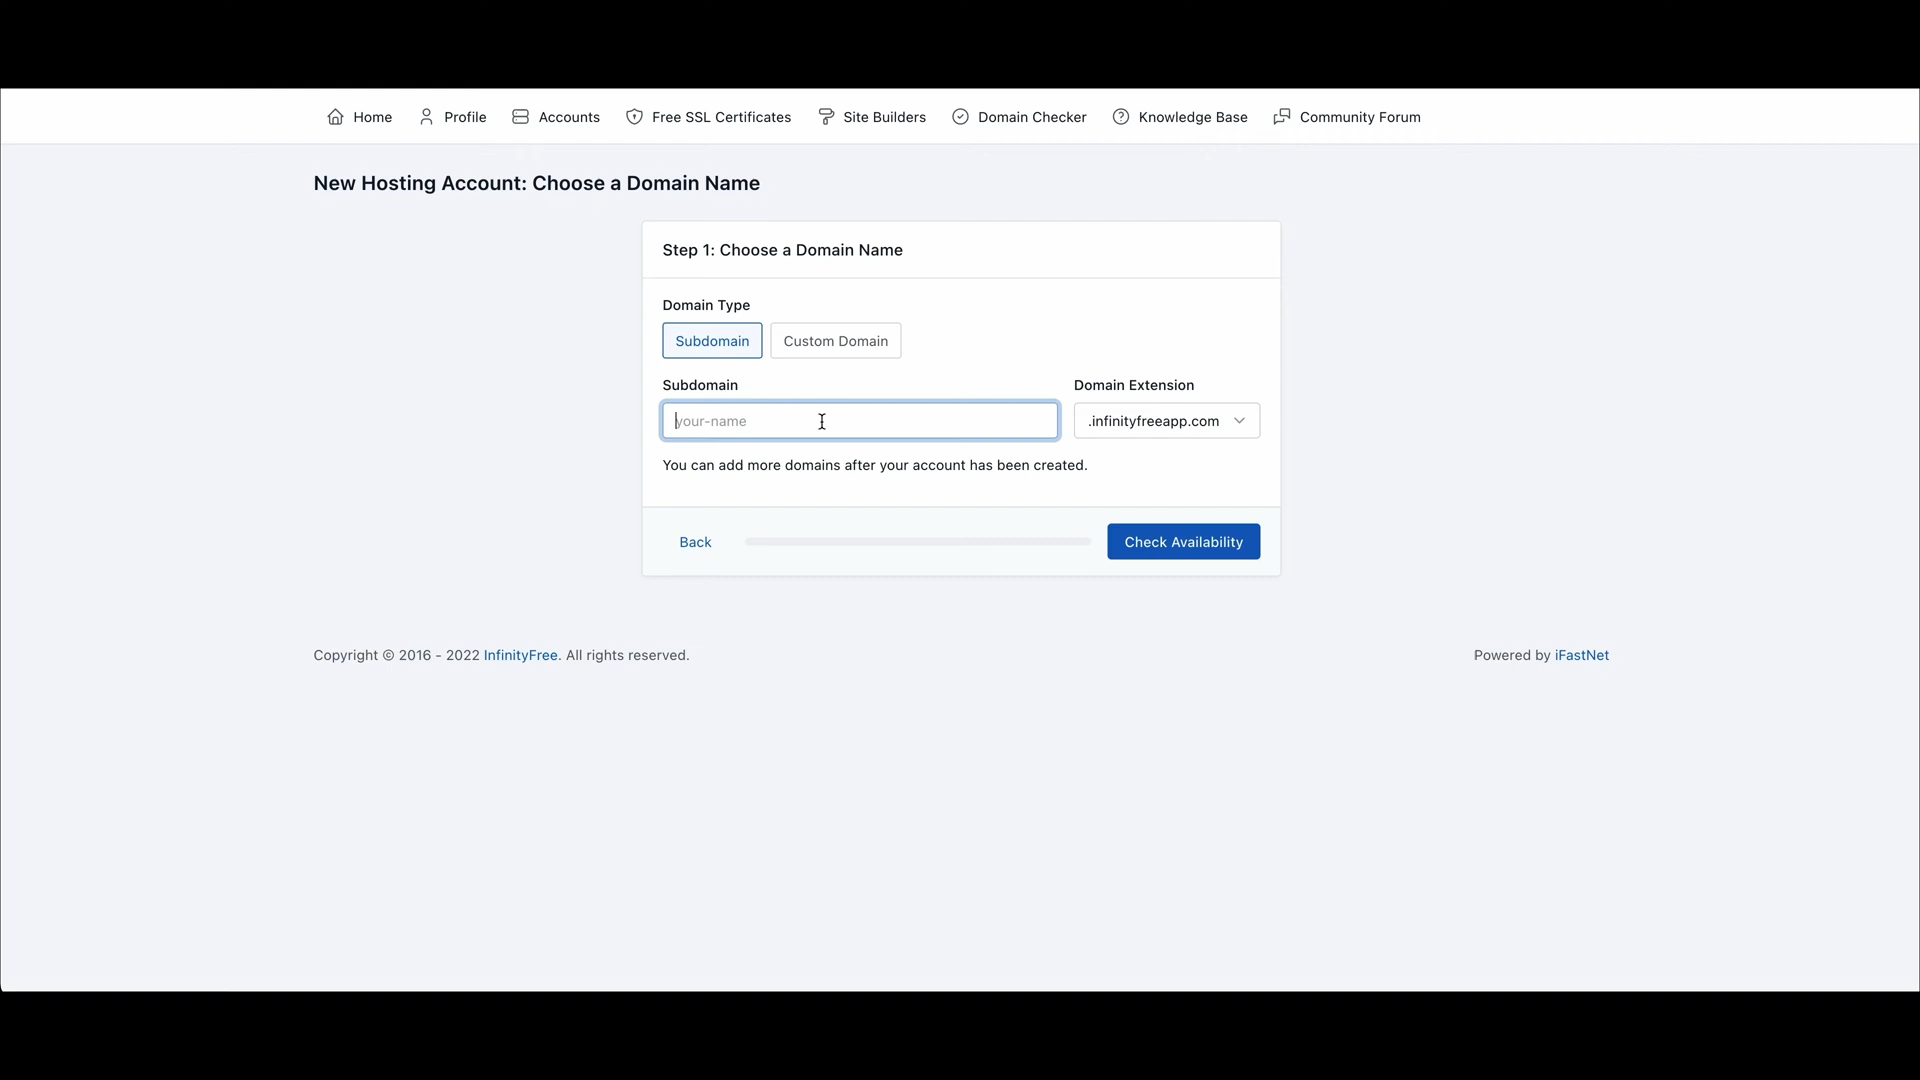 Home Profile Accounts Free SSL Certificates Site Builders Domain Checker Knowledge Base Community Forum
New Hosting Account: Choose a Domain Name
Step 1: Choose a Domain Name
Domain Type
Subdomain Custom Domain
Subdomain Domain Extension
your-name .infinityfreeapp.com
You can add more domains after your account has been created.
Back Check Availability
Copyright © 2016 - 2022 InfinityFree. All rights reserved. Powered by iFastNet